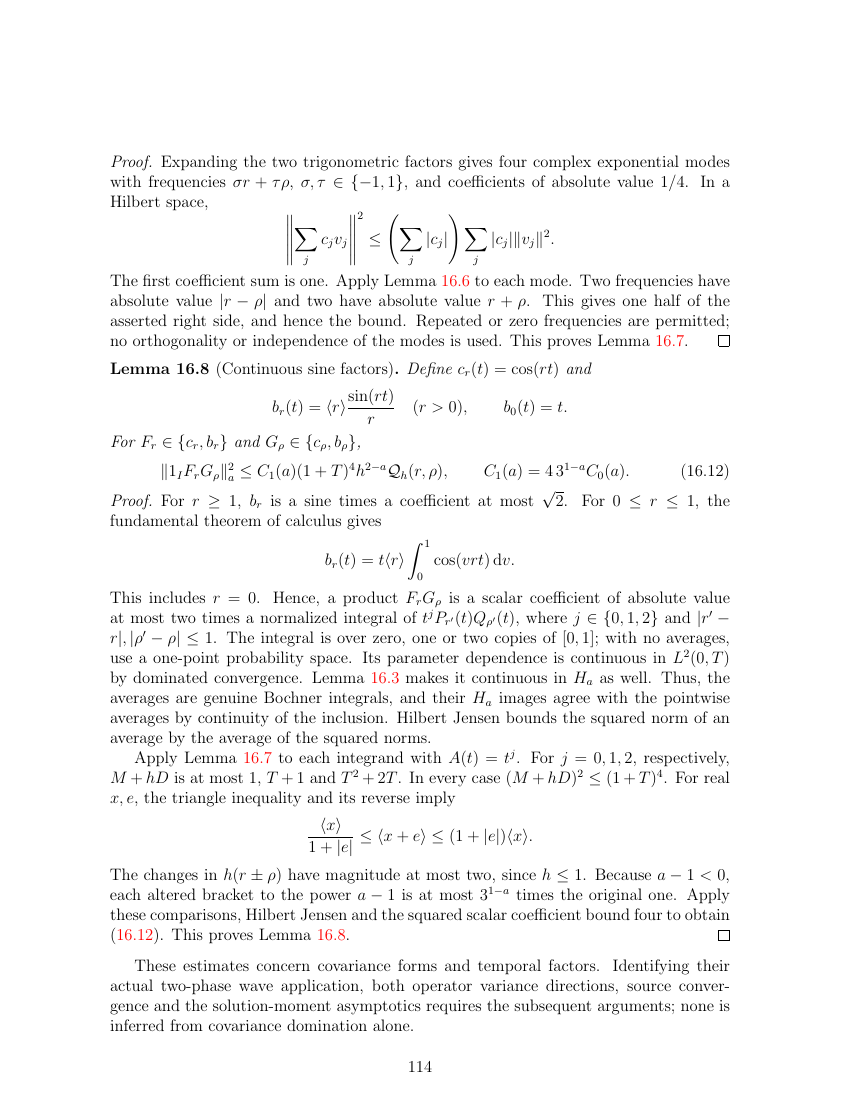 Proof. Expanding the two trigonometric factors gives four complex exponential modes
with frequencies σr + τρ, σ, τ ∈ {−1, 1}, and coefficients of absolute value 1/4. In a
Hilbert space,
‖∑_j c_j v_j‖² ≤ (∑_j |c_j|) ∑_j |c_j|‖v_j‖².
The first coefficient sum is one. Apply Lemma 16.6 to each mode. Two frequencies have
absolute value |r − ρ| and two have absolute value r + ρ. This gives one half of the
asserted right side, and hence the bound. Repeated or zero frequencies are permitted;
no orthogonality or independence of the modes is used. This proves Lemma 16.7. □
Lemma 16.8 (Continuous sine factors). Define c_r(t) = cos(rt) and
b_r(t) = ⟨r⟩ sin(rt)/r (r > 0), b_0(t) = t.
For F_r ∈ {c_r, b_r} and G_ρ ∈ {c_ρ, b_ρ},
‖1_I F_r G_ρ‖²_a ≤ C_1(a)(1 + T)⁴h^{2−a}𝒬_h(r, ρ), C_1(a) = 4 3^{1−a}C_0(a). (16.12)
Proof. For r ≥ 1, b_r is a sine times a coefficient at most √2. For 0 ≤ r ≤ 1, the
fundamental theorem of calculus gives
b_r(t) = t⟨r⟩ ∫_0^1 cos(vrt) dv.
This includes r = 0. Hence, a product F_r G_ρ is a scalar coefficient of absolute value
at most two times a normalized integral of t^j P_{r′}(t)Q_{ρ′}(t), where j ∈ {0, 1, 2} and |r′ −
r|, |ρ′ − ρ| ≤ 1. The integral is over zero, one or two copies of [0, 1]; with no averages,
use a one-point probability space. Its parameter dependence is continuous in L²(0, T)
by dominated convergence. Lemma 16.3 makes it continuous in H_a as well. Thus, the
averages are genuine Bochner integrals, and their H_a images agree with the pointwise
averages by continuity of the inclusion. Hilbert Jensen bounds the squared norm of an
average by the average of the squared norms.
Apply Lemma 16.7 to each integrand with A(t) = t^j. For j = 0, 1, 2, respectively,
M + hD is at most 1, T + 1 and T² + 2T. In every case (M + hD)² ≤ (1 + T)⁴. For real
x, e, the triangle inequality and its reverse imply
⟨x⟩/(1 + |e|) ≤ ⟨x + e⟩ ≤ (1 + |e|)⟨x⟩.
The changes in h(r ± ρ) have magnitude at most two, since h ≤ 1. Because a − 1 < 0,
each altered bracket to the power a − 1 is at most 3^{1−a} times the original one. Apply
these comparisons, Hilbert Jensen and the squared scalar coefficient bound four to obtain
(16.12). This proves Lemma 16.8. □
These estimates concern covariance forms and temporal factors. Identifying their
actual two-phase wave application, both operator variance directions, source conver-
gence and the solution-moment asymptotics requires the subsequent arguments; none is
inferred from covariance domination alone.
114